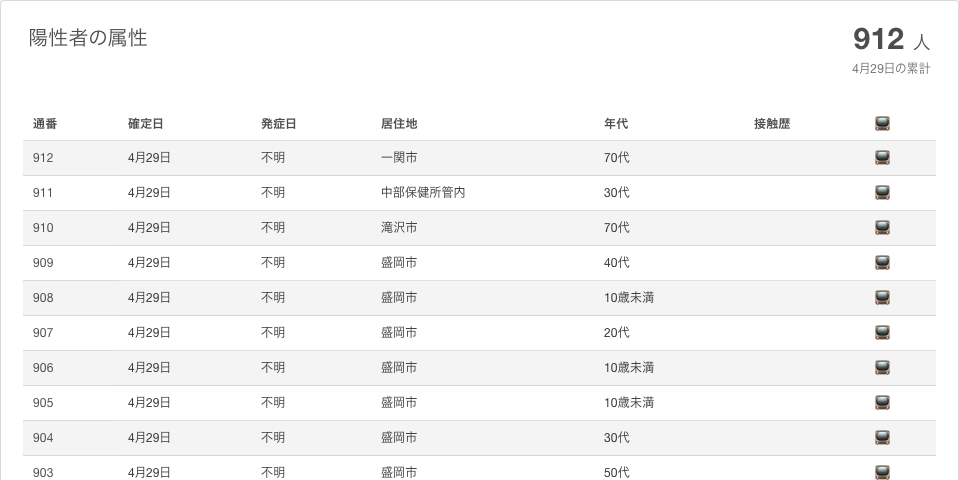 陽性者の属性
912 人
4月29日の累計
通番 確定日 発症日 居住地 年代 接触歴
912 4月29日 不明 一関市 70代
911 4月29日 不明 中部保健所管内 30代
910 4月29日 不明 滝沢市 70代
909 4月29日 不明 盛岡市 40代
908 4月29日 不明 盛岡市 10歳未満
907 4月29日 不明 盛岡市 20代
906 4月29日 不明 盛岡市 10歳未満
905 4月29日 不明 盛岡市 10歳未満
904 4月29日 不明 盛岡市 30代
903 4月29日 不明 盛岡市 50代